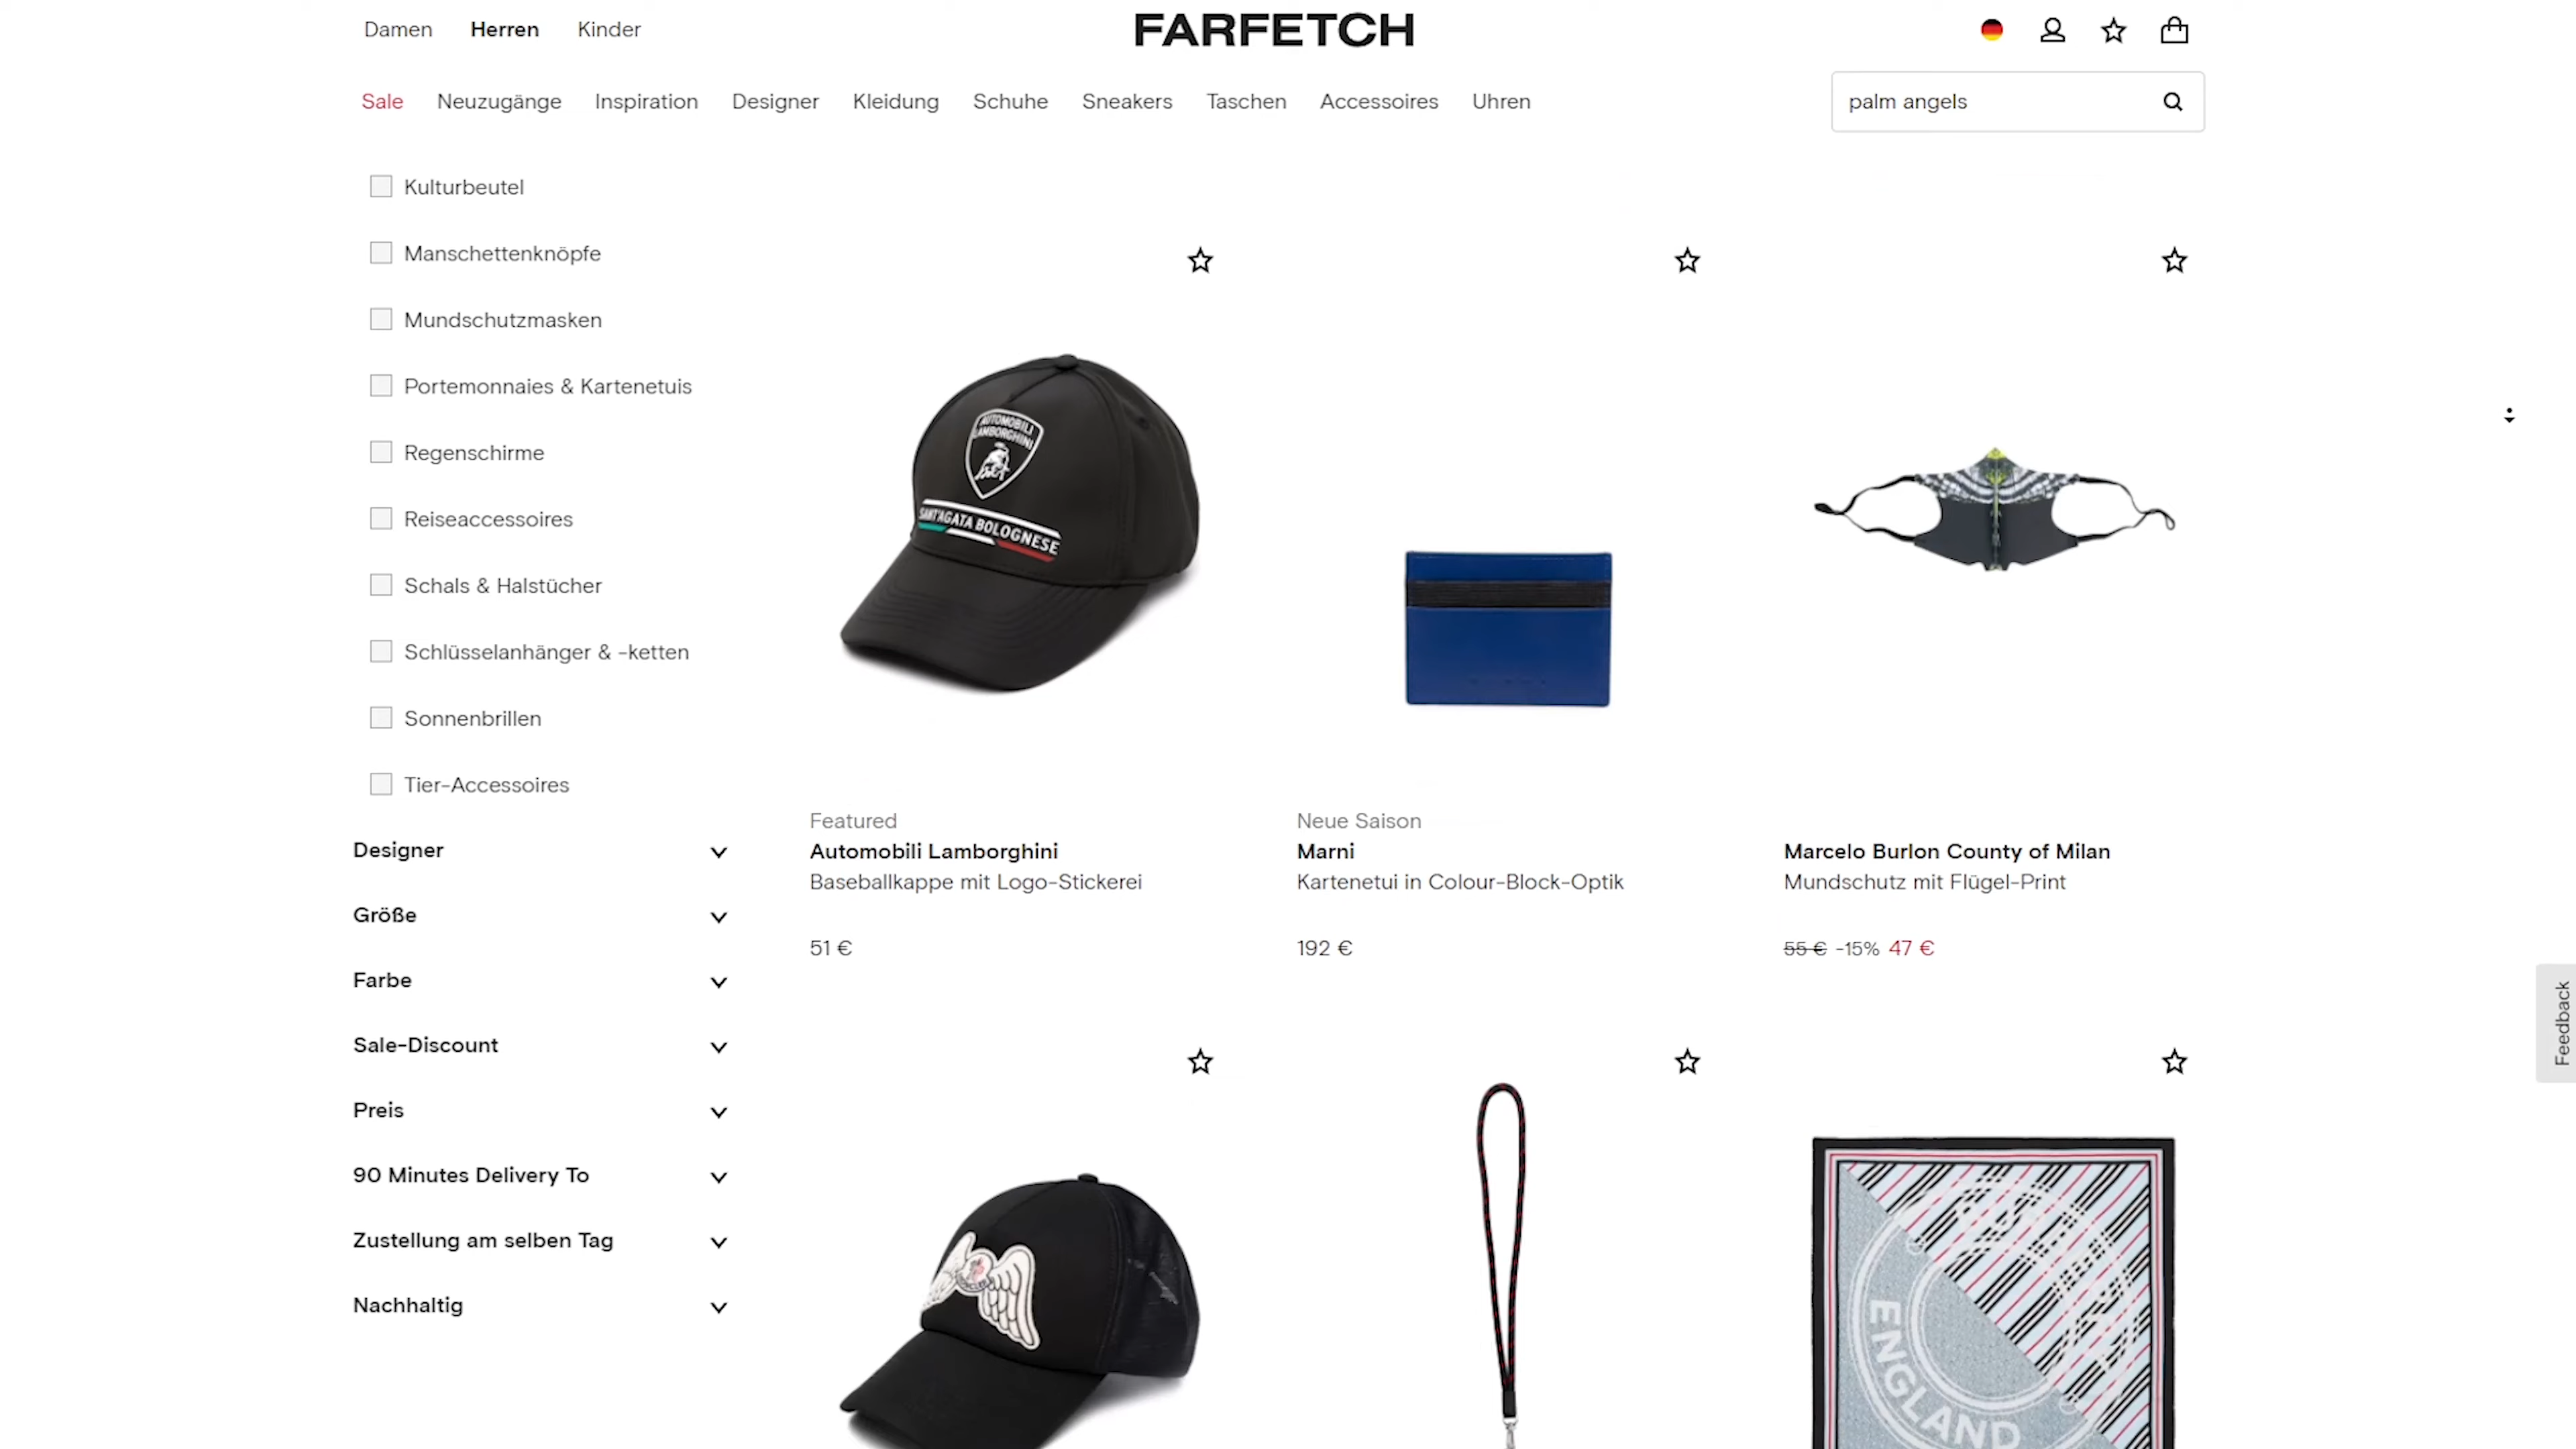 Damen Herren Kinder
FARFETCH
Sale Neuzugänge Inspiration Designer Kleidung Schuhe Sneakers Taschen Accessoires Uhren
palm angels
Kulturbeutel
Manschettenknöpfe
Mundschutzmasken
Portemonnaies & Kartenetuis
Regenschirme
Reiseaccessoires
Schals & Halstücher
Schlüsselanhänger & -ketten
Sonnenbrillen
Tier-Accessoires
Designer
Größe
Farbe
Sale-Discount
Preis
90 Minutes Delivery To
Zustellung am selben Tag
Nachhaltig
AUTOMOBILI
LAMBORGHINI
SANT'AGATA BOLOGNESE
Featured
Automobili Lamborghini
Baseballkappe mit Logo-Stickerei
51 €
Neue Saison
Marni
Kartenetui in Colour-Block-Optik
192 €
Marcelo Burlon County of Milan
Mundschutz mit Flügel-Print
55 € -15% 47 €
ENGLAND
Feedback